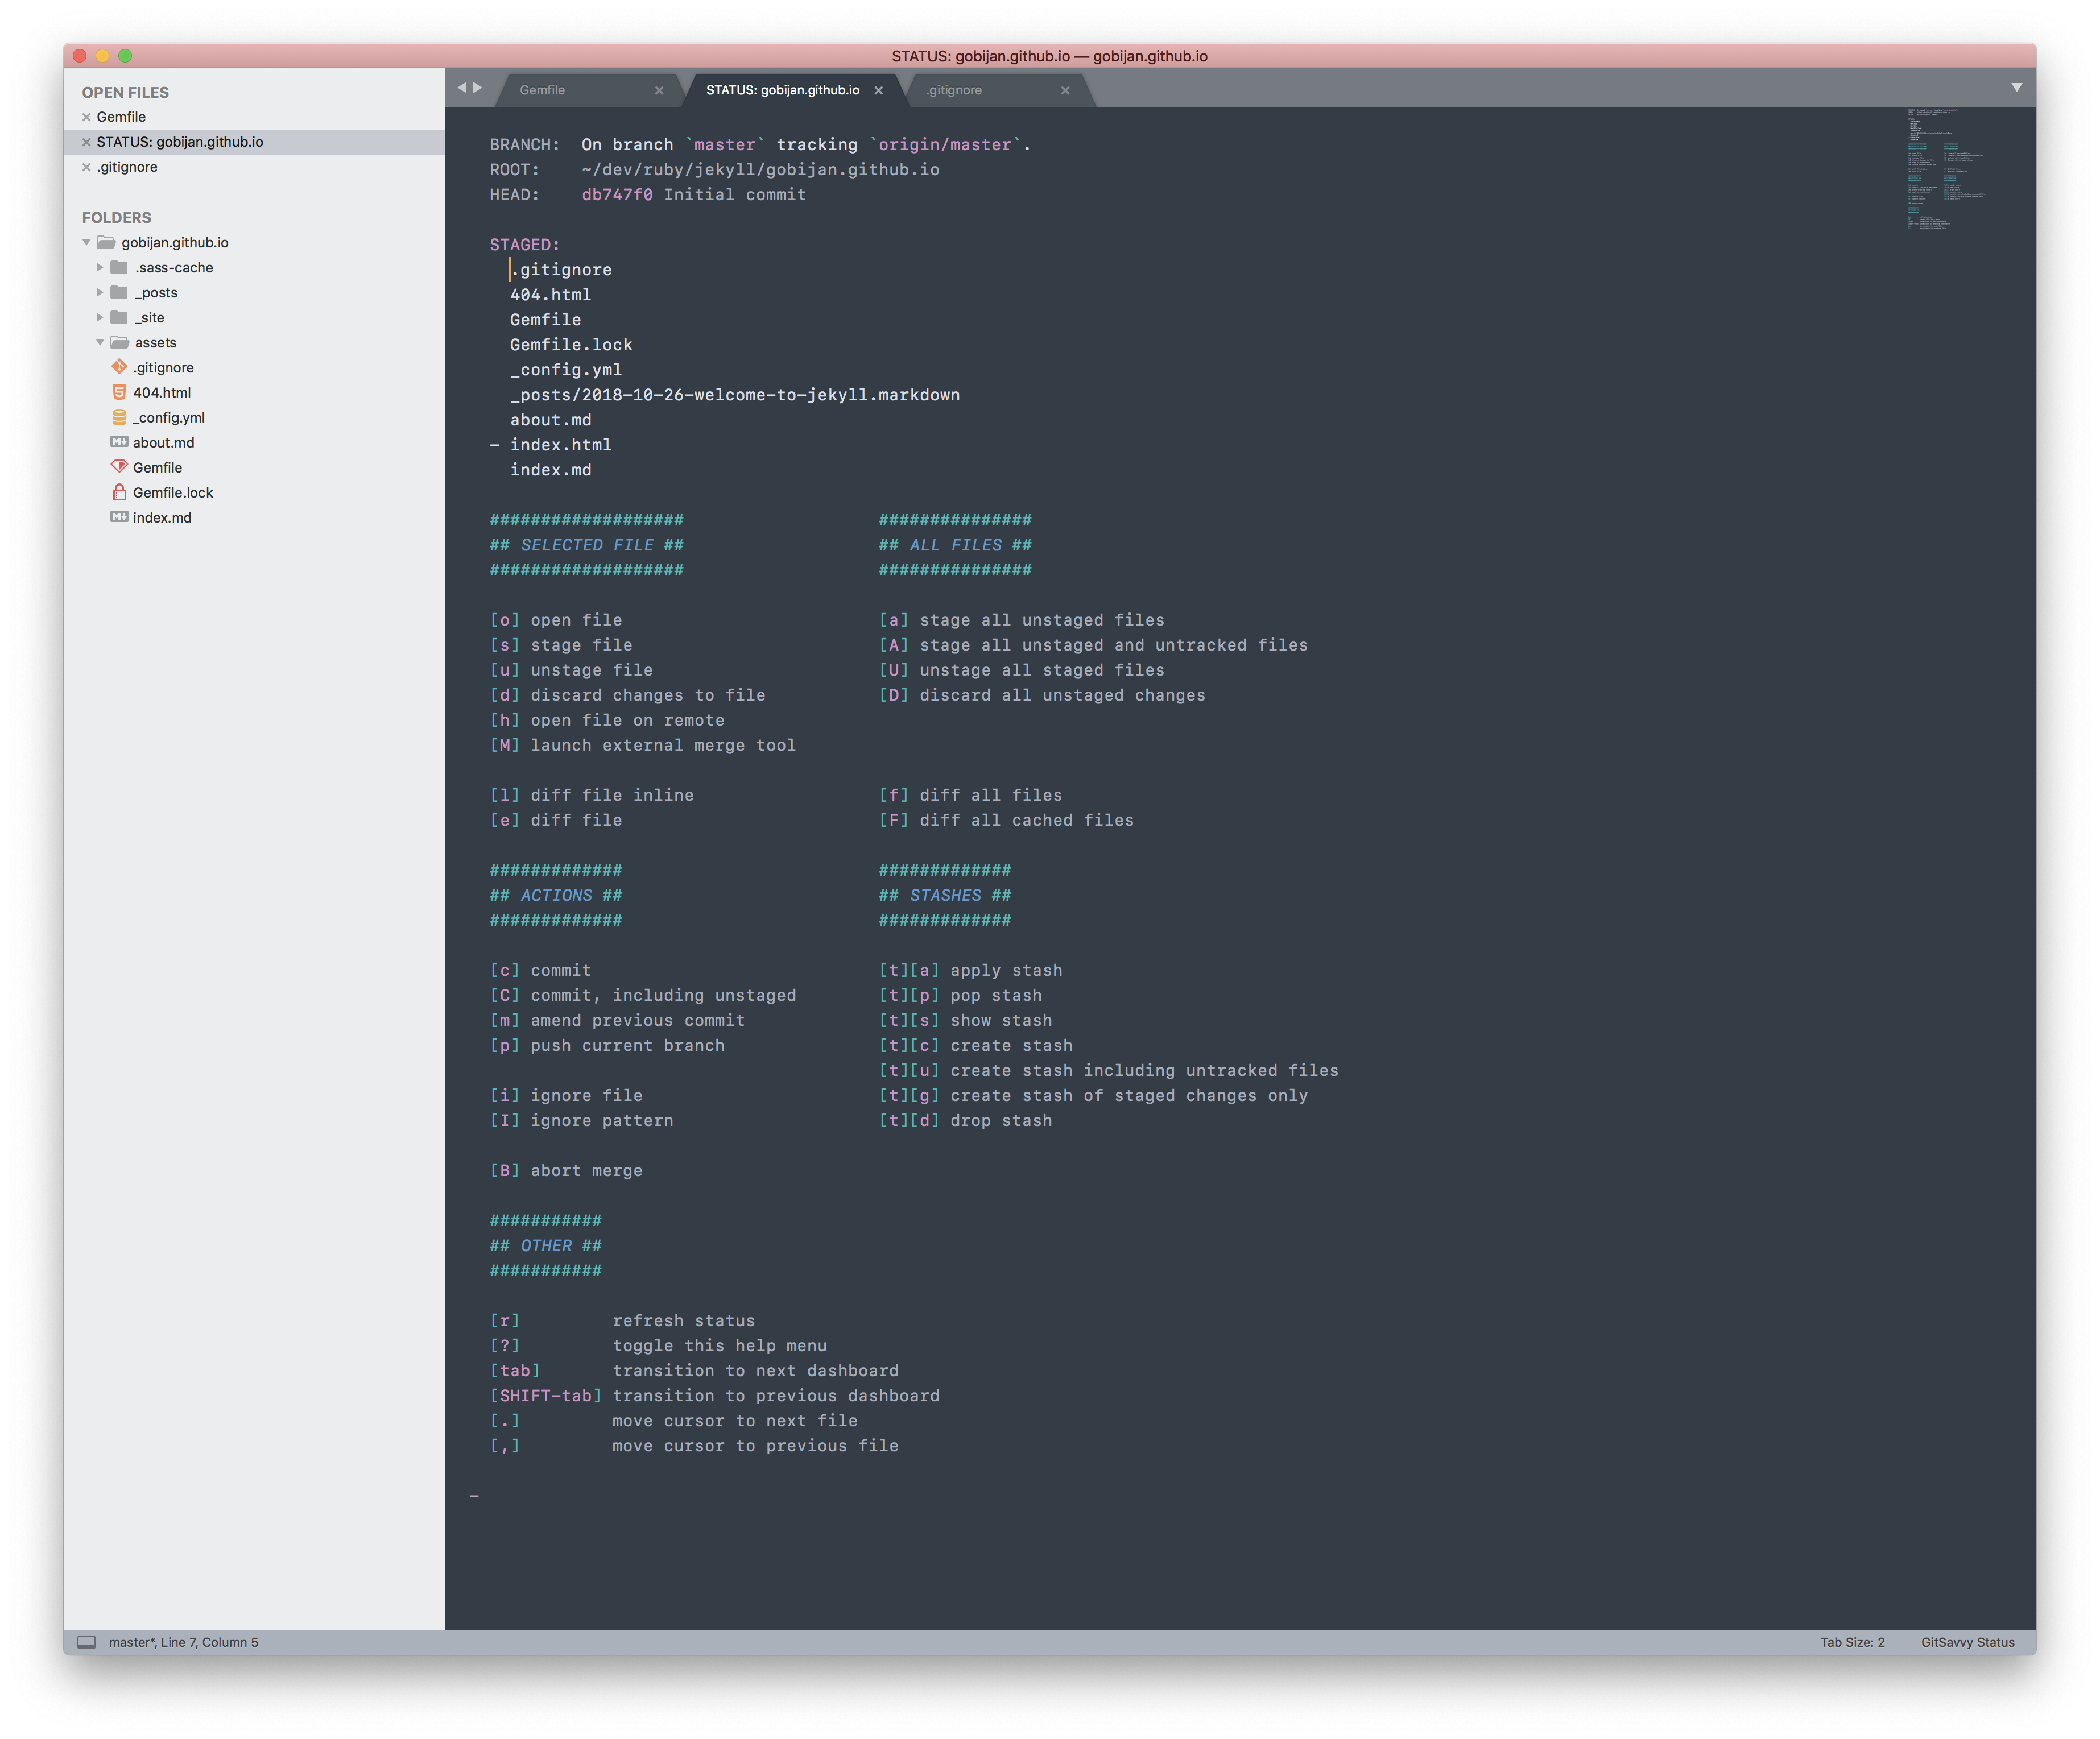 STATUS: gobijan.github.io — gobijan.github.io
OPEN FILES
Gemfile
STATUS: gobijan.github.io
.gitignore
FOLDERS
gobijan.github.io
.sass-cache
_posts
_site
assets
.gitignore
404.html
_config.yml
about.md
Gemfile
Gemfile.lock
index.md
Gemfile
STATUS: gobijan.github.io
.gitignore
BRANCH:  On branch `master` tracking `origin/master`.
ROOT:    ~/dev/ruby/jekyll/gobijan.github.io
HEAD:    db747f0 Initial commit
STAGED:
.gitignore
404.html
Gemfile
Gemfile.lock
_config.yml
_posts/2018-10-26-welcome-to-jekyll.markdown
about.md
- index.html
index.md
###################                   ###############
## SELECTED FILE ##                   ## ALL FILES ##
###################                   ###############
[o] open file                         [a] stage all unstaged files
[s] stage file                        [A] stage all unstaged and untracked files
[u] unstage file                      [U] unstage all staged files
[d] discard changes to file           [D] discard all unstaged changes
[h] open file on remote
[M] launch external merge tool
[l] diff file inline                  [f] diff all files
[e] diff file                         [F] diff all cached files
#############                         #############
## ACTIONS ##                         ## STASHES ##
#############                         #############
[c] commit                            [t][a] apply stash
[C] commit, including unstaged        [t][p] pop stash
[m] amend previous commit             [t][s] show stash
[p] push current branch               [t][c] create stash
[t][u] create stash including untracked files
[i] ignore file                       [t][g] create stash of staged changes only
[I] ignore pattern                    [t][d] drop stash
[B] abort merge
###########
## OTHER ##
###########
[r]         refresh status
[?]         toggle this help menu
[tab]       transition to next dashboard
[SHIFT-tab] transition to previous dashboard
[.]         move cursor to next file
[,]         move cursor to previous file
-
master*, Line 7, Column 5
Tab Size: 2
GitSavvy Status